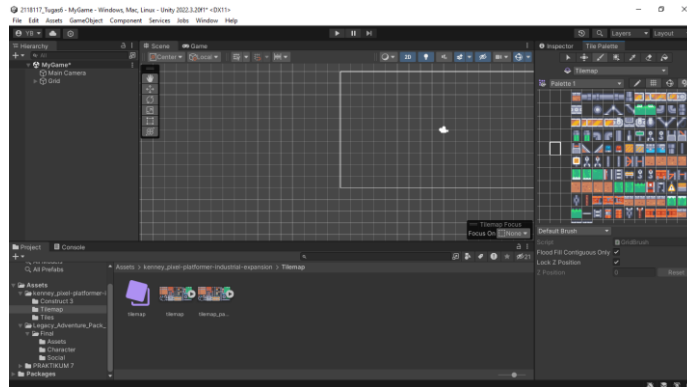 2118117_Tugas6 - MyGame - Windows, Mac, Linux - Unity 2022.3.20f1* <DX11>
File Edit Assets GameObject Component Services Jobs Window Help
YB
Layers
Layout
Hierarchy
All
MyGame*
Main Camera
Grid
Scene
Game
Center
Local
2D
Tilemap Focus
Focus On
None
Inspector
Tile Palette
Tilemap
Palette 1
Default Brush
Script
GridBrush
Flood Fill Contiguous Only
Lock Z Position
Z Position
0
Reset
Project
Console
21
All Prefabs
Assets
kenney_pixel-platformer-i
Construct 3
Tilemap
Tiles
Legacy_Adventure_Pack_
Final
Assets
Character
Social
PRAKTIKUM 7
Packages
Assets > kenney_pixel-platformer-industrial-expansion > Tilemap
tilemap
tilemap
tilemap_pa...